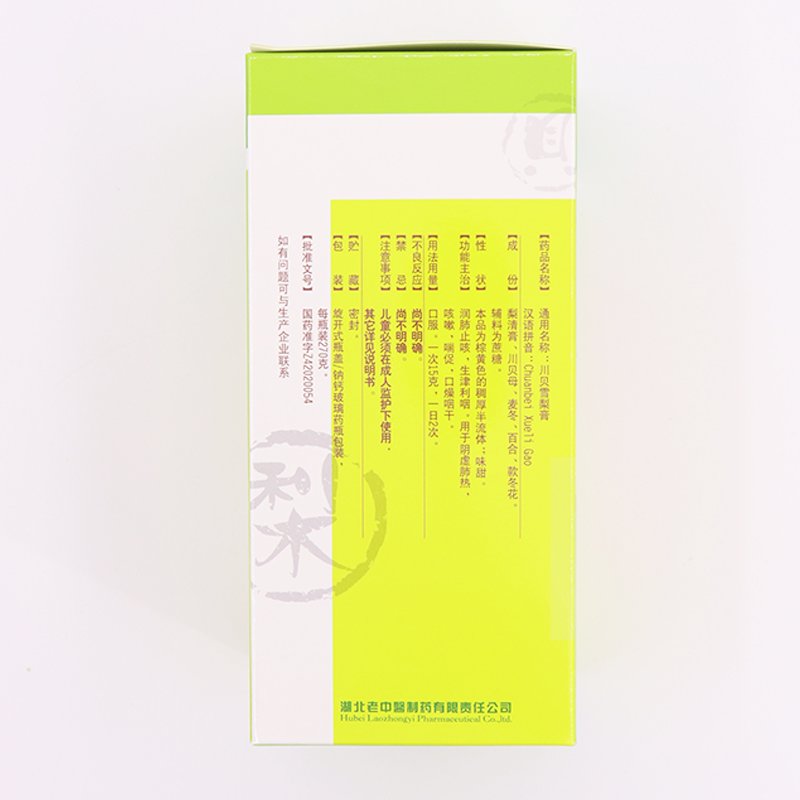 【药品名称】 通用名称：川贝雪梨膏
汉语拼音：Chuanbei Xueli Gao
【成 份】 梨清膏、川贝母、麦冬、百合、款冬花。
辅料为蔗糖。
【性 状】 本品为棕黄色的稠厚半流体；味甜。
【功能主治】 润肺止咳，生津利咽。用于阴虚肺热，
咳嗽、喘促、口燥咽干。
【用法用量】 口服。一次15克，一日2次。
【不良反应】 尚不明确。
【禁 忌】 尚不明确。
【注意事项】 儿童必须在成人监护下使用，
其它详见说明书。
【贮 藏】 密封。
【包 装】 旋开式瓶盖/钠钙玻璃药瓶包装，
每瓶装270克。
【批准文号】 国药准字Z42020054
如有问题可与生产企业联系
贝
梨
湖北老中醫制药有限责任公司
Hubei Laozhongyi Pharmaceutical Co.,ltd.